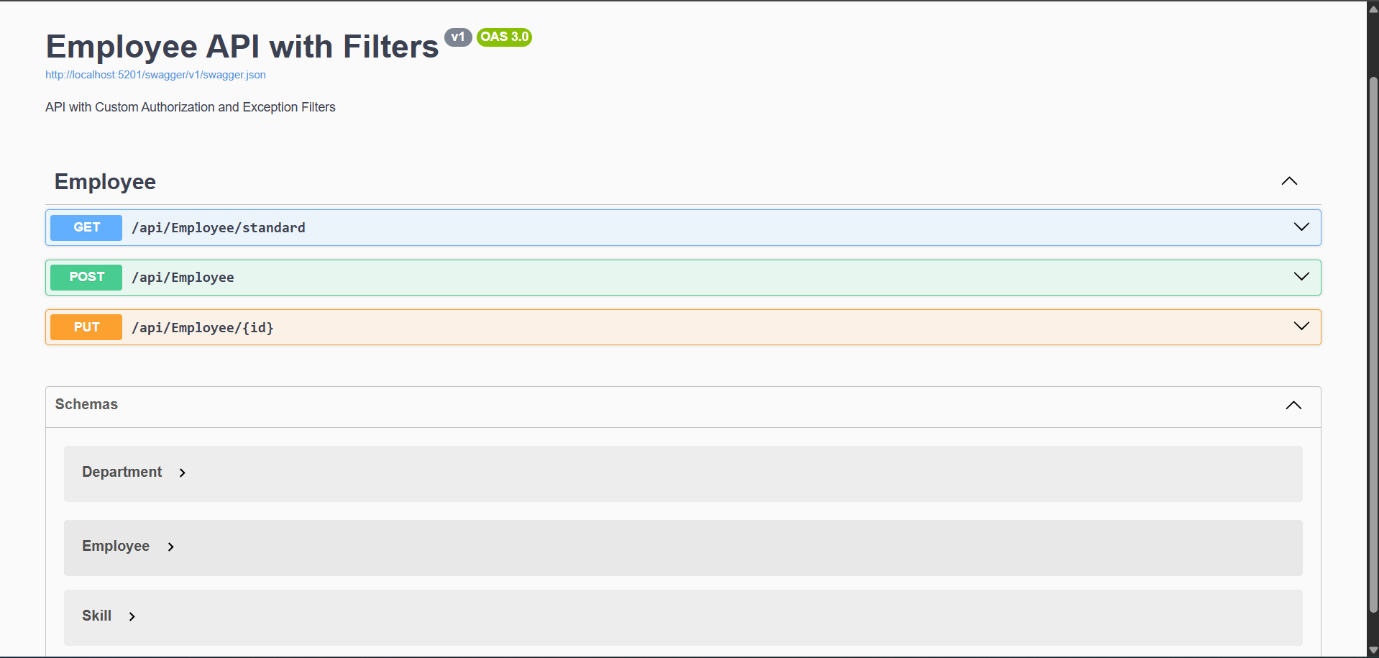 Employee API with Filters v1 OAS 3.0
http://localhost:5201/swagger/v1/swagger.json
API with Custom Authorization and Exception Filters
Employee
GET /api/Employee/standard
POST /api/Employee
PUT /api/Employee/{id}
Schemas
Department
Employee
Skill